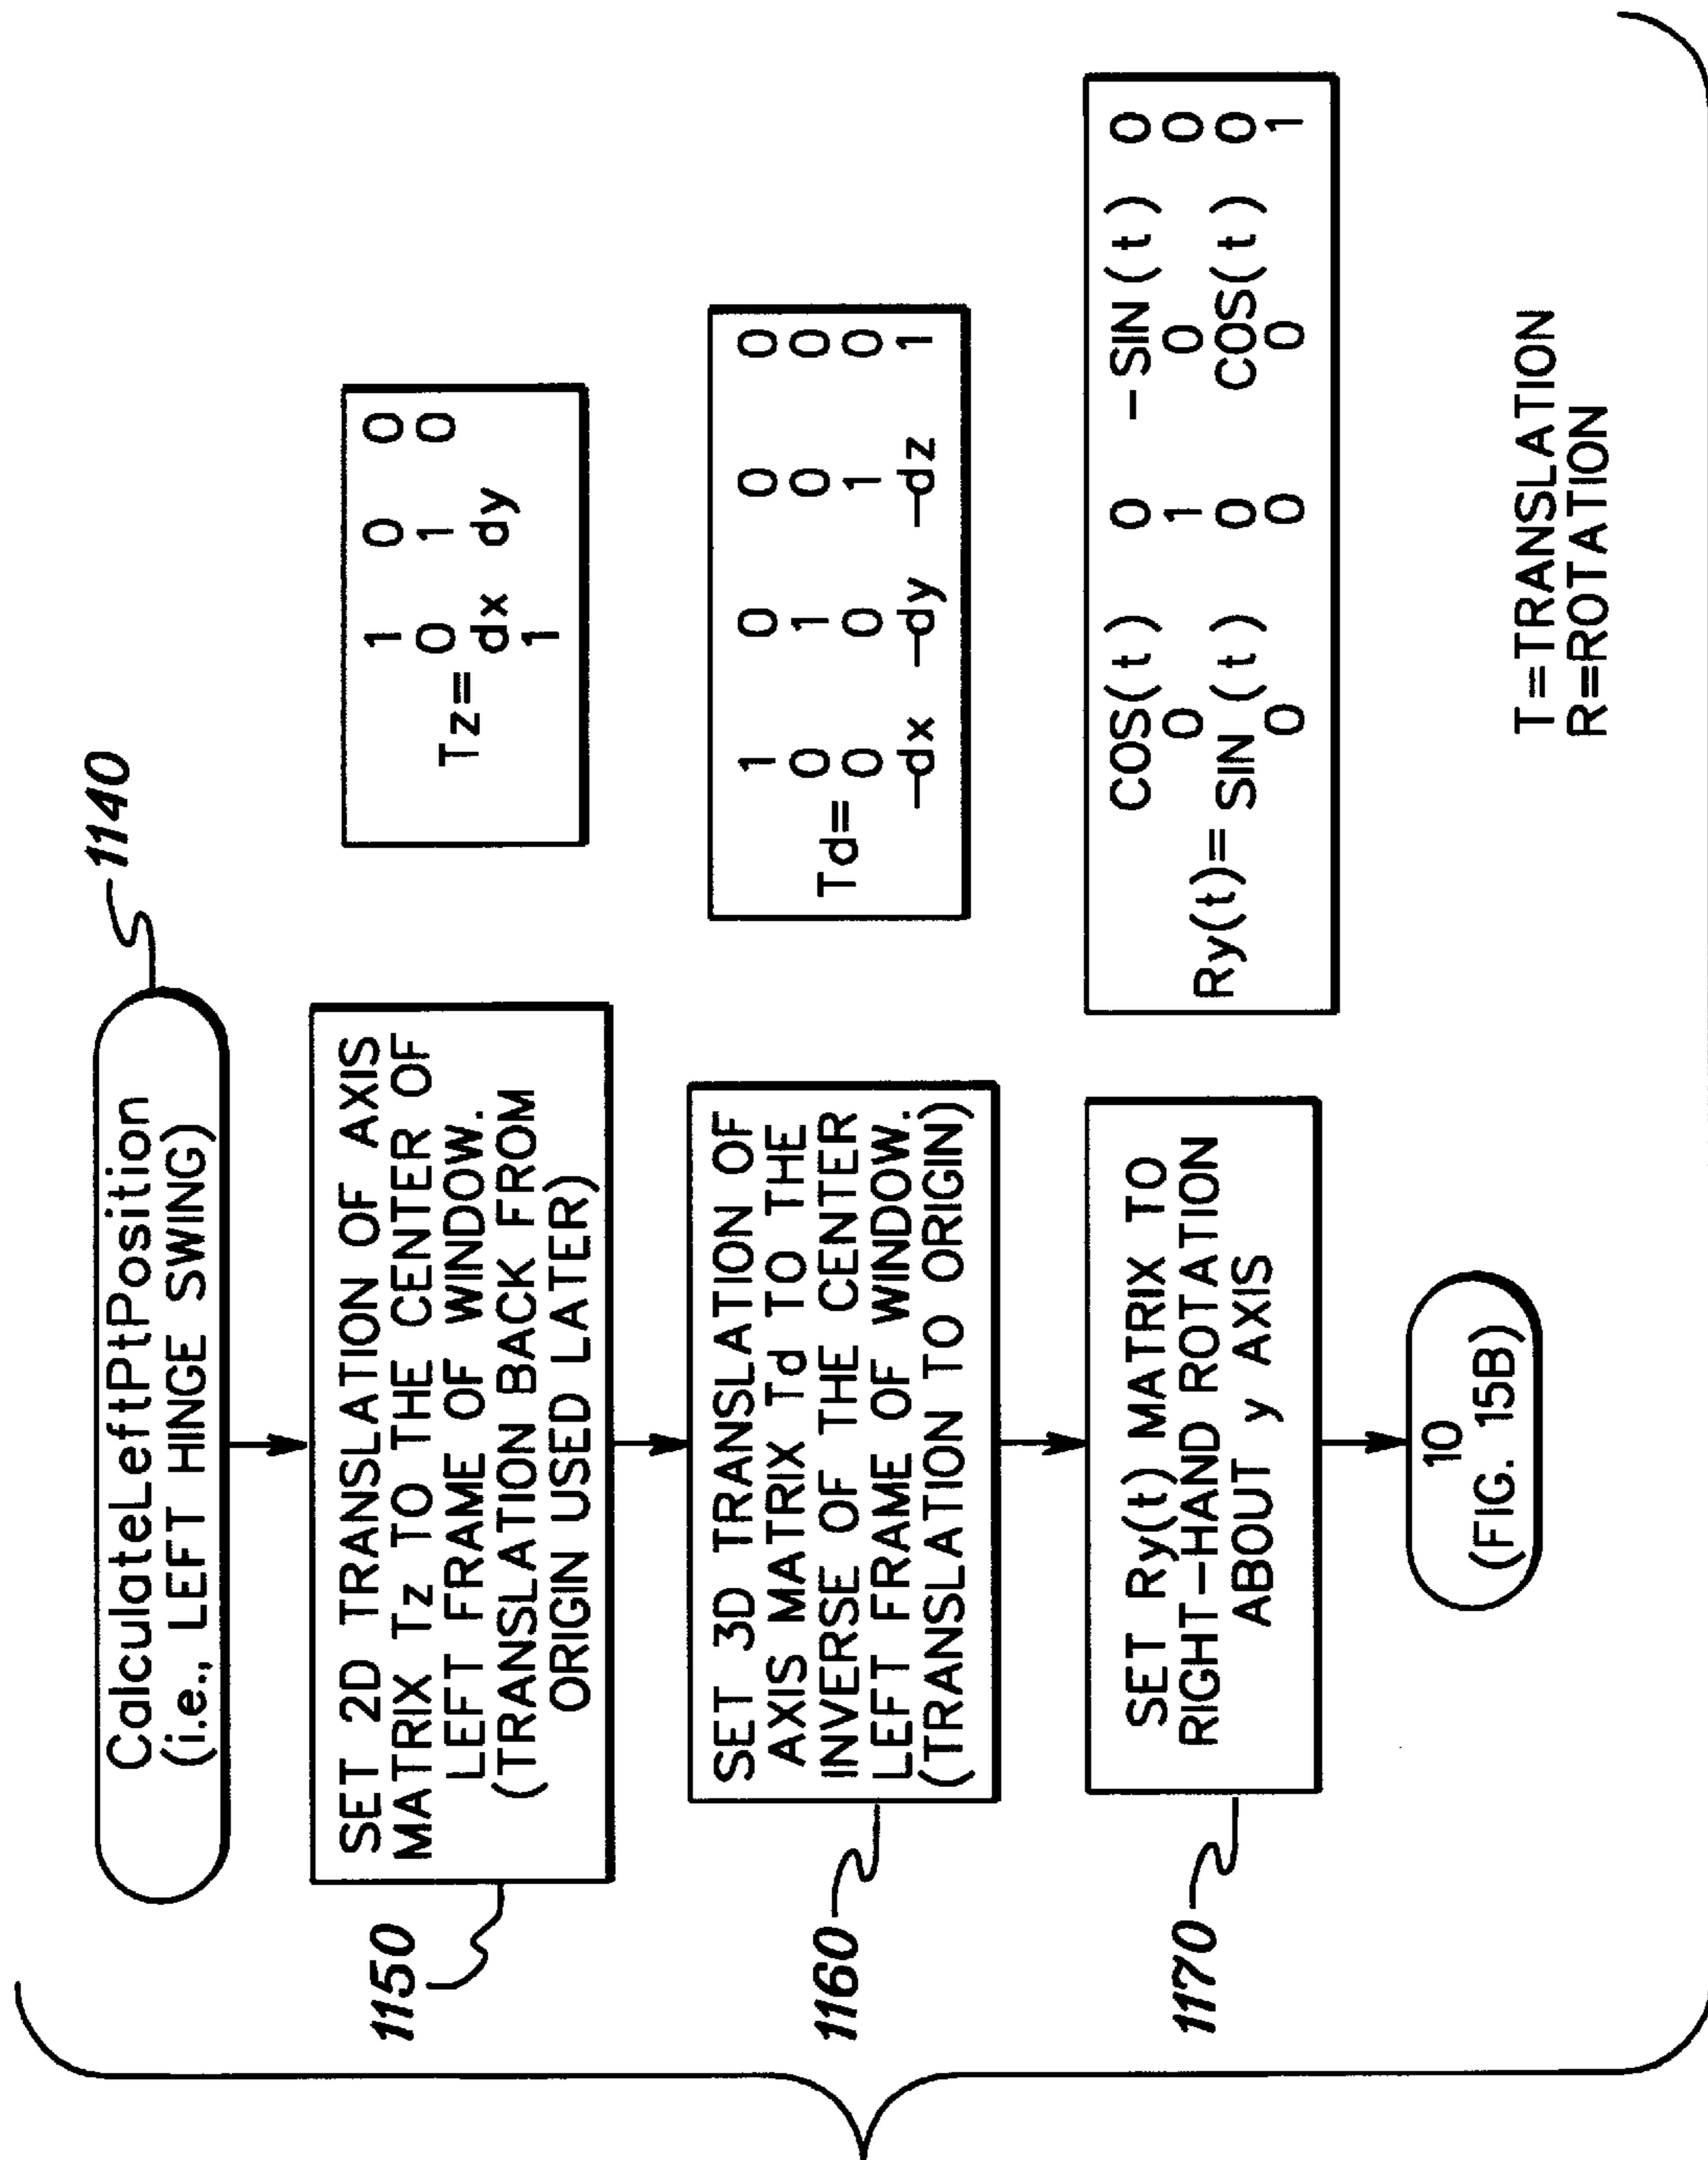 CalculateLeftPtPosition
(i.e., LEFT HINGE SWING)
1140
1150
SET 2D TRANSLATION OF AXIS
MATRIX Tz TO THE CENTER OF
LEFT FRAME OF WINDOW.
(TRANSLATION BACK FROM
ORIGIN USED LATER)
1 0 0
0 1 0
Tz=
dx dy
1
1160
SET 3D TRANSLATION OF
AXIS MATRIX Td TO THE
INVERSE OF THE CENTER
LEFT FRAME OF WINDOW.
(TRANSLATION TO ORIGIN)
1 0 0 0
0 1 0 0
Td=
0 0 1 0
-dx -dy -dz 1
1170
SET Ry(t) MATRIX TO
RIGHT-HAND ROTATION
ABOUT y AXIS
COS(t) 0 -SIN(t) 0
0 1 0 0
Ry(t)=
SIN (t) 0 COS(t) 0
0 0 0 1
10
(FIG. 15B)
T=TRANSLATION
R=ROTATION